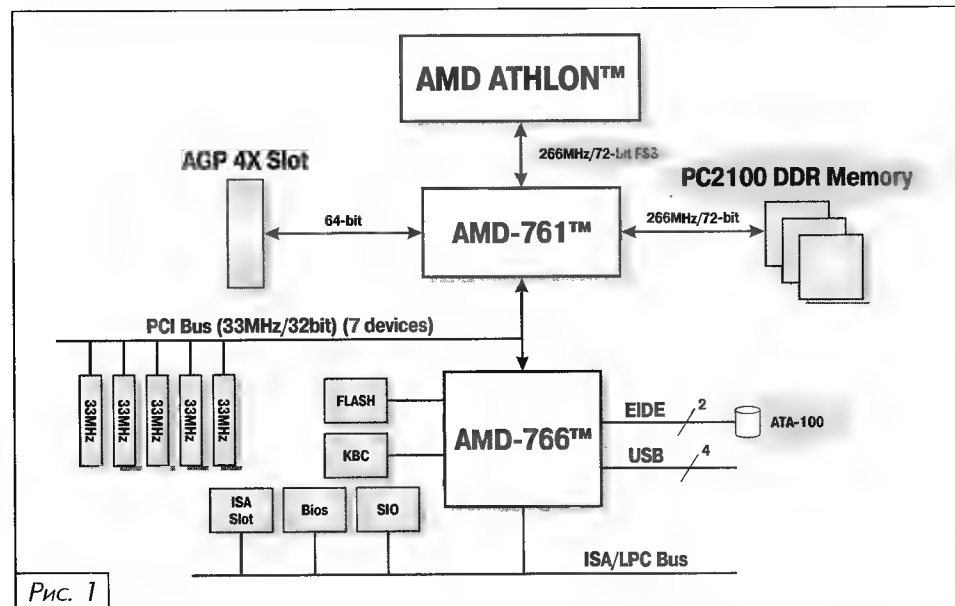 AMD ATHLON™
266MHz/72-bit FSB
AGP 4X Slot
PC2100 DDR Memory
64-bit
AMD-761™
266MHz/72-bit
PCI Bus (33MHz/32bit) (7 devices)
33MHz
33MHz
33MHz
33MHz
33MHz
FLASH
KBC
AMD-766™
EIDE
2
ATA-100
USB
4
ISA
Slot
Bios
SIO
ISA/LPC Bus
Рис. 1